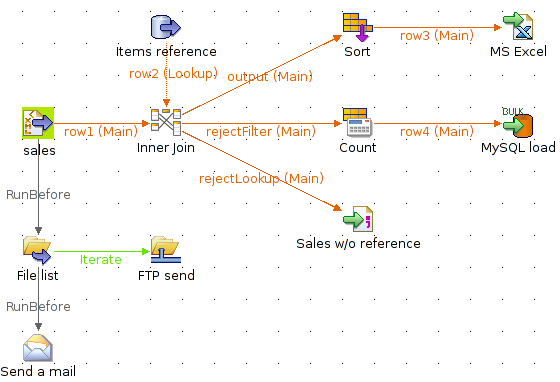 Items reference
row2 (Lookup)
output (Main)
Sort
row3 (Main)
MS Excel
sales
row1 (Main)
Inner Join
rejectFilter (Main)
Count
row4 (Main)
BULK
MySQL load
rejectLookup (Main)
Sales w/o reference
RunBefore
File list
Iterate
FTP send
RunBefore
Send a mail